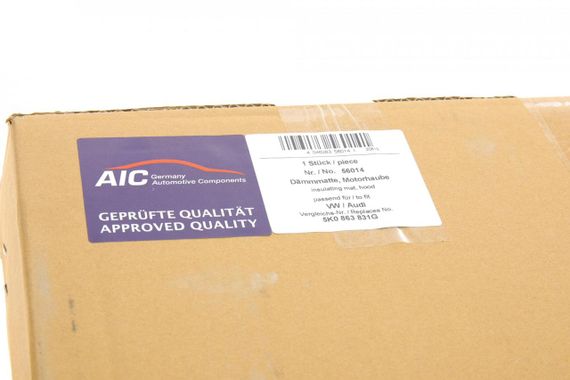 AIC Germany
Automotive Components
GEPRÜFTE QUALITÄT
APPROVED QUALITY
1 Stück / piece
Nr. / No. 56014
Dämmmatte, Motorhaube
insulating mat, hood
passend für / to fit
VW / Audi
Vergleichs-Nr. / Replaces No.
5K0 863 831G